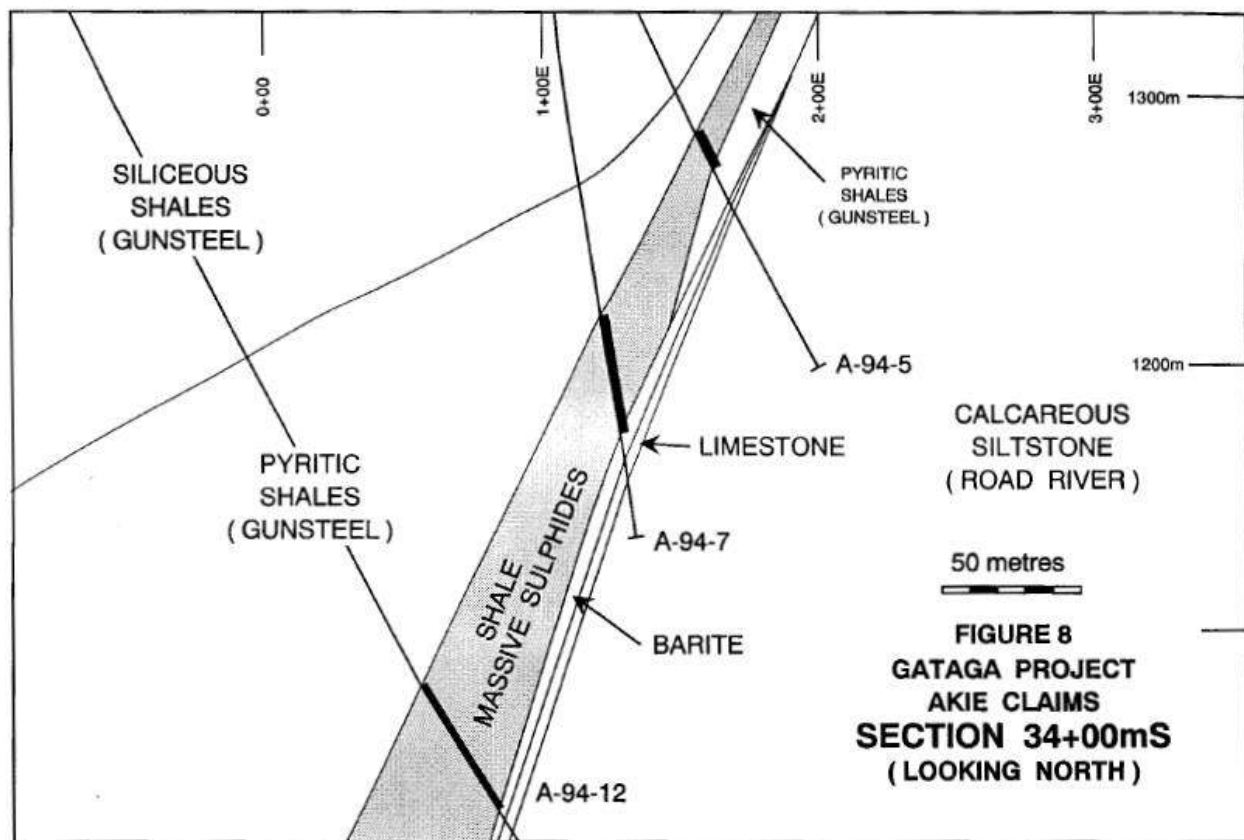 0+00
1+00E
2+00E
3+00E
1300m
SILICEOUS
SHALES
( GUNSTEEL )
PYRITIC
SHALES
( GUNSTEEL )
A-94-5
1200m
LIMESTONE
CALCAREOUS
SILTSTONE
( ROAD RIVER )
PYRITIC
SHALES
( GUNSTEEL )
A-94-7
SHALE
MASSIVE SULPHIDES
BARITE
A-94-12
50 metres
FIGURE 8
GATAGA PROJECT
AKIE CLAIMS
SECTION 34+00mS
( LOOKING NORTH )